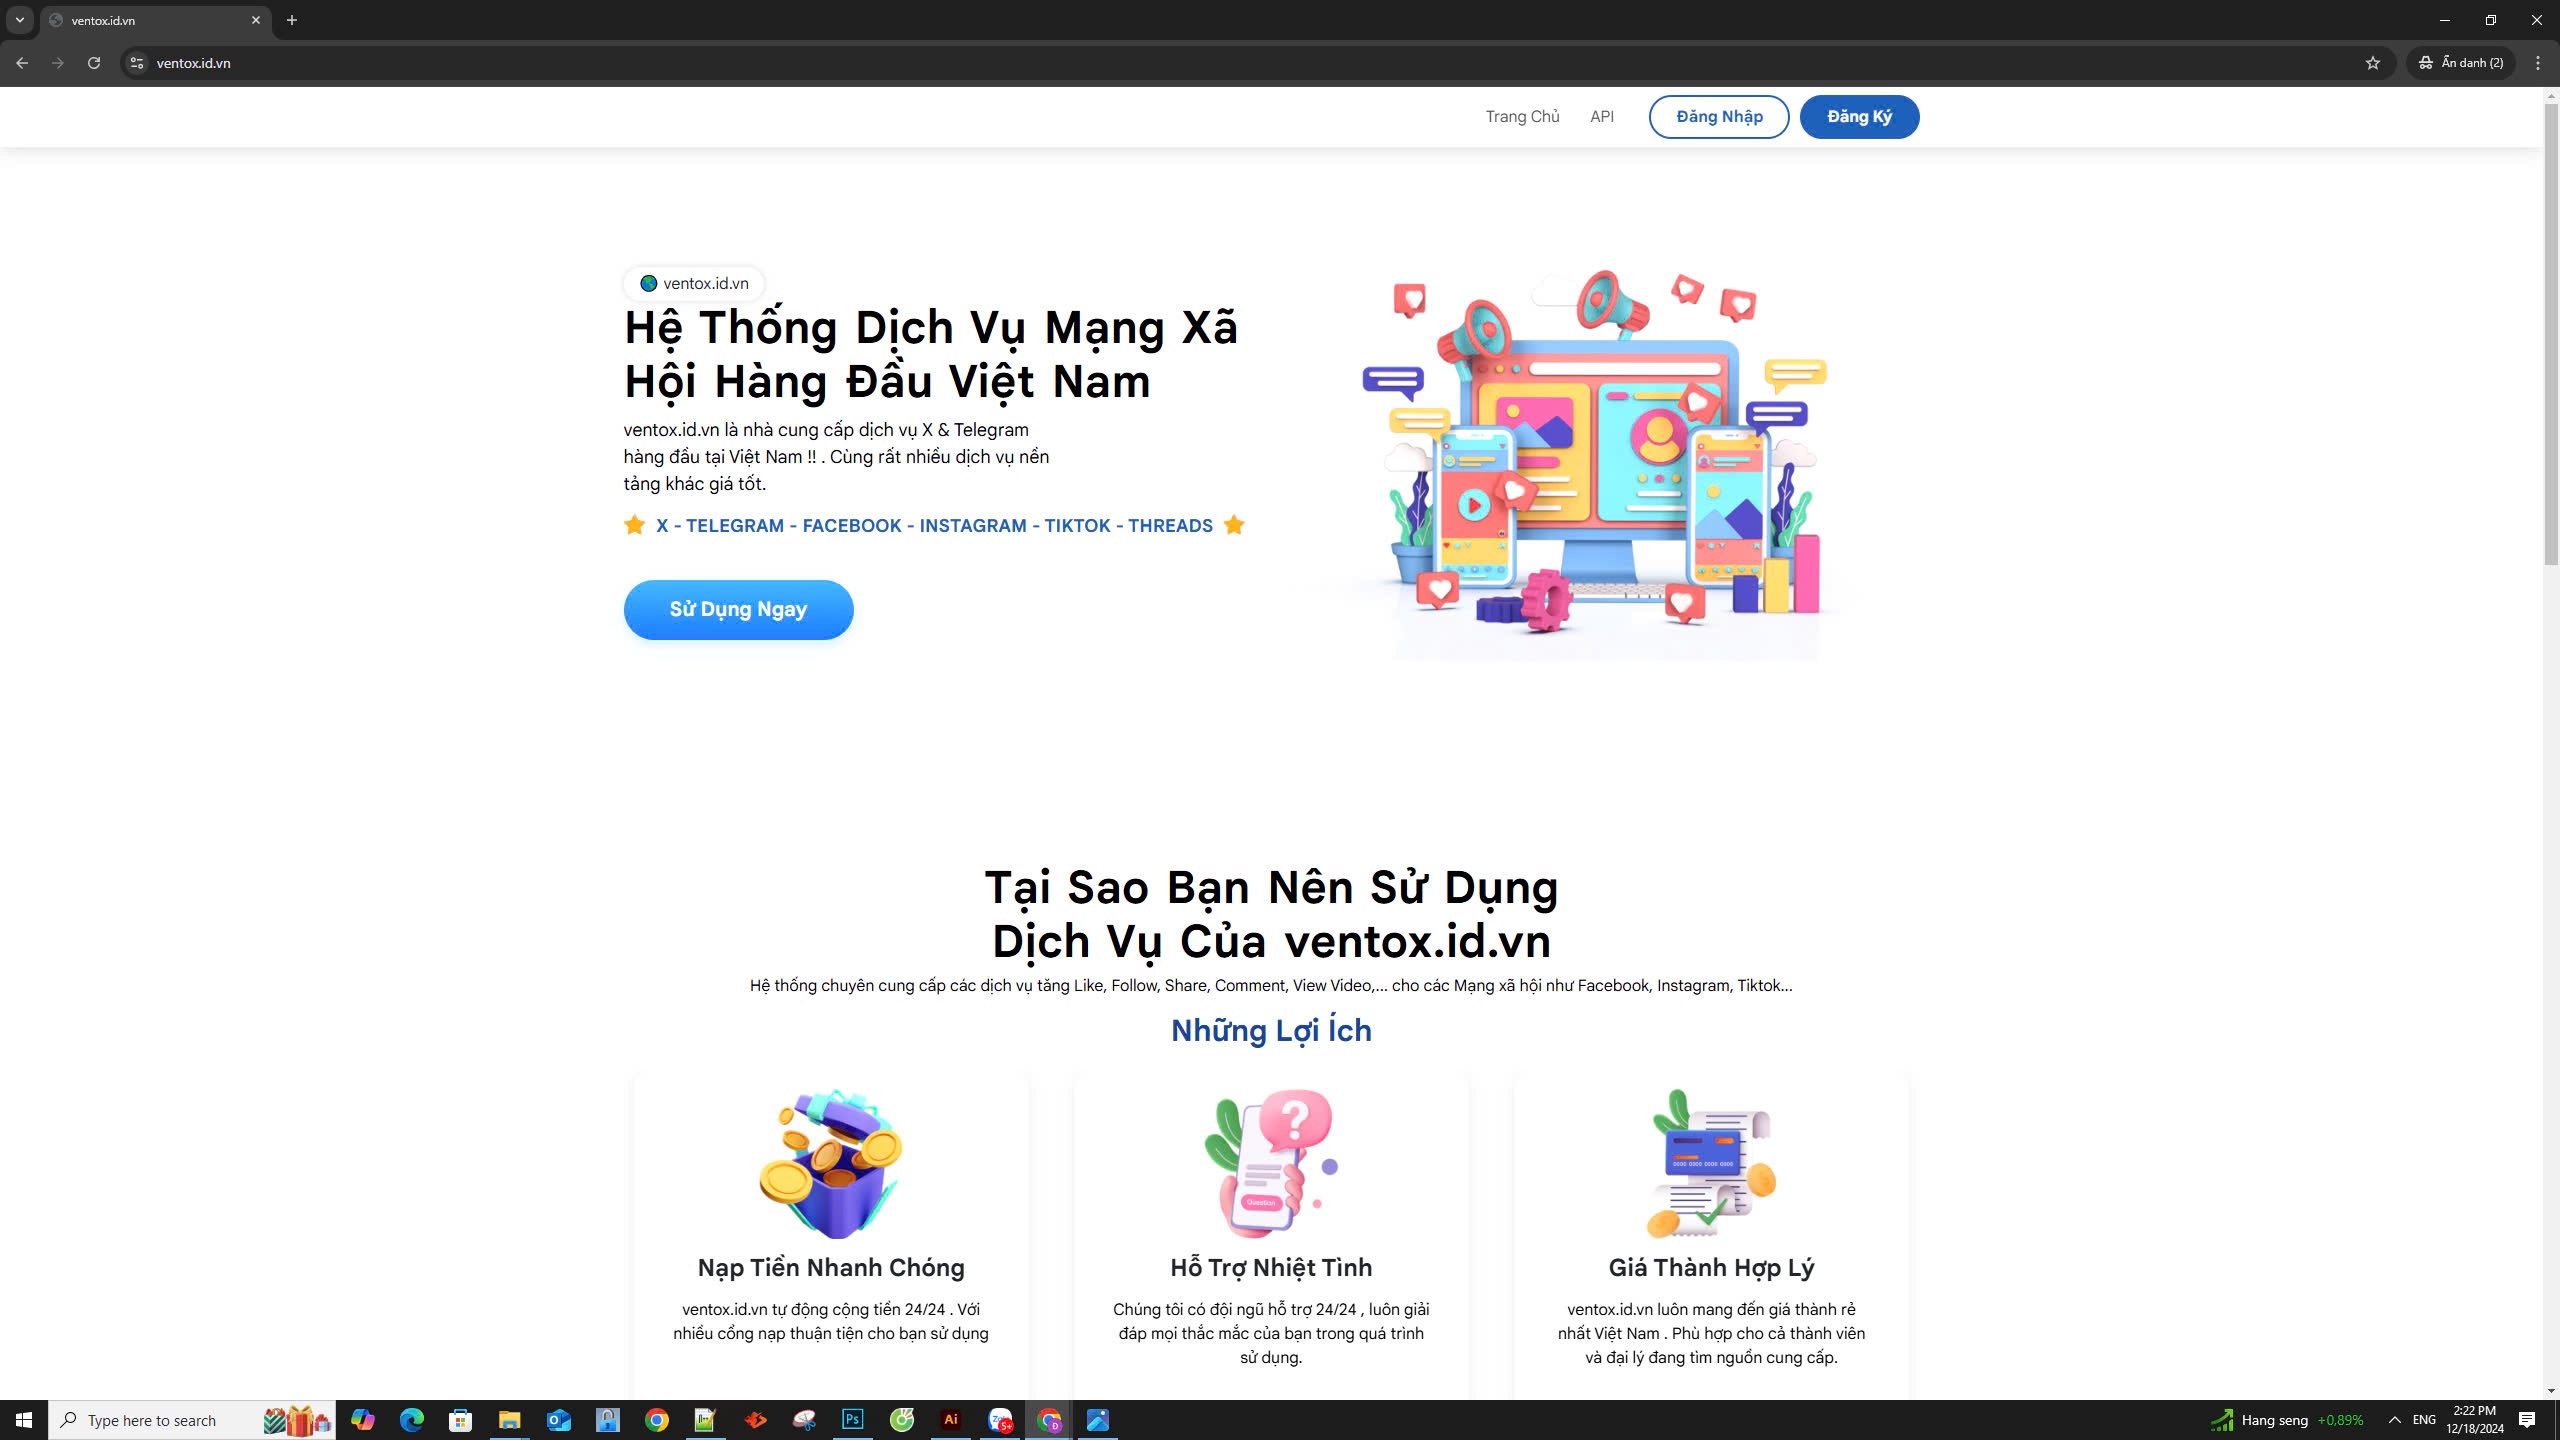 ventox.id.vn
ventox.id.vn
Ẩn danh (2)
Trang Chủ
API
Đăng Nhập
Đăng Ký
ventox.id.vn
Hệ Thống Dịch Vụ Mạng Xã
Hội Hàng Đầu Việt Nam
ventox.id.vn là nhà cung cấp dịch vụ X & Telegram
hàng đầu tại Việt Nam !! . Cùng rất nhiều dịch vụ nền
tảng khác giá tốt.
X - TELEGRAM - FACEBOOK - INSTAGRAM - TIKTOK - THREADS
Sử Dụng Ngay
Tại Sao Bạn Nên Sử Dụng
Dịch Vụ Của ventox.id.vn
Hệ thống chuyên cung cấp các dịch vụ tăng Like, Follow, Share, Comment, View Video,... cho các Mạng xã hội như Facebook, Instagram, Tiktok...
Những Lợi Ích
?
Question
0000 0000 0000 0000
Nạp Tiền Nhanh Chóng
ventox.id.vn tự động cộng tiền 24/24 . Với
nhiều cổng nạp thuận tiện cho bạn sử dụng
Hỗ Trợ Nhiệt Tình
Chúng tôi có đội ngũ hỗ trợ 24/24 , luôn giải
đáp mọi thắc mắc của bạn trong quá trình
sử dụng.
Giá Thành Hợp Lý
ventox.id.vn luôn mang đến giá thành rẻ
nhất Việt Nam . Phù hợp cho cả thành viên
và đại lý đang tìm nguồn cung cấp.
Type here to search
Ps
Ai
5+
Hang seng +0,89%
ENG
2:22 PM
12/18/2024